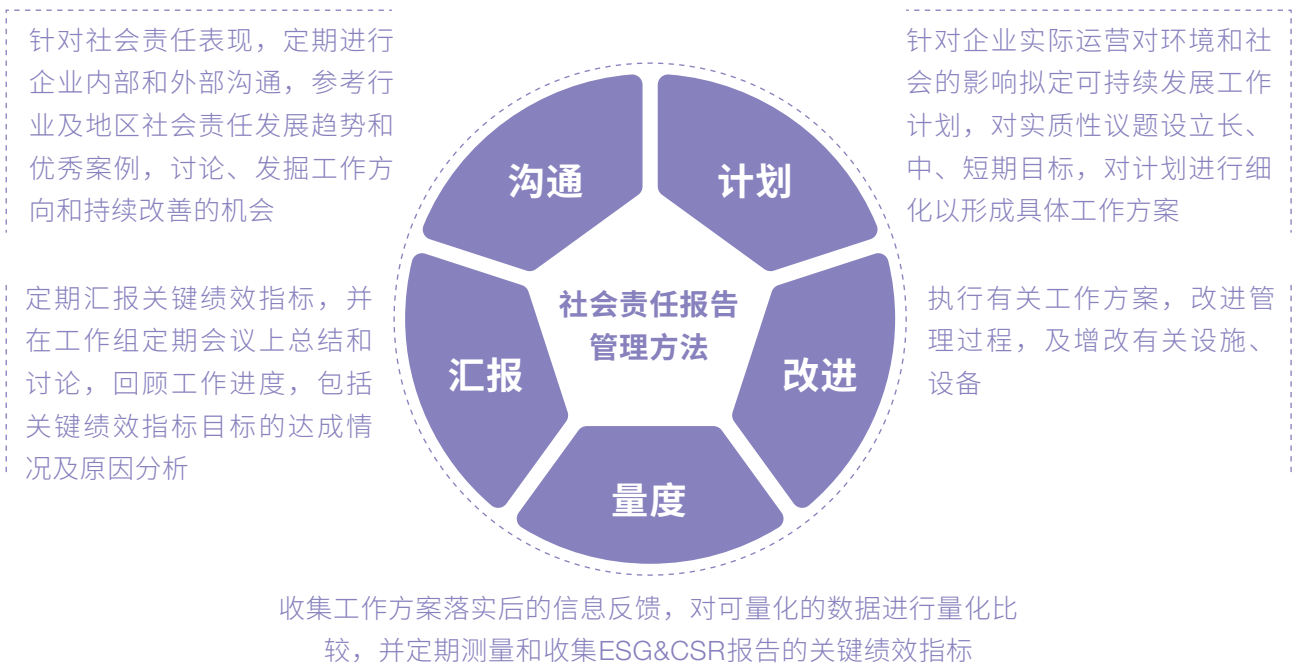 针对社会责任表现，定期进行
企业内部和外部沟通，参考行
业及地区社会责任发展趋势和
优秀案例，讨论、发掘工作方
向和持续改善的机会
针对企业实际运营对环境和社
会的影响拟定可持续发展工作
计划，对实质性议题设立长、
中、短期目标，对计划进行细
化以形成具体工作方案
沟通
计划
定期汇报关键绩效指标，并
在工作组定期会议上总结和
讨论，回顾工作进度，包括
关键绩效指标目标的达成情
况及原因分析
社会责任报告
管理方法
执行有关工作方案，改进管
理过程，及增改有关设施、
设备
汇报
改进
量度
收集工作方案落实后的信息反馈，对可量化的数据进行量化比
较，并定期测量和收集ESG&CSR报告的关键绩效指标